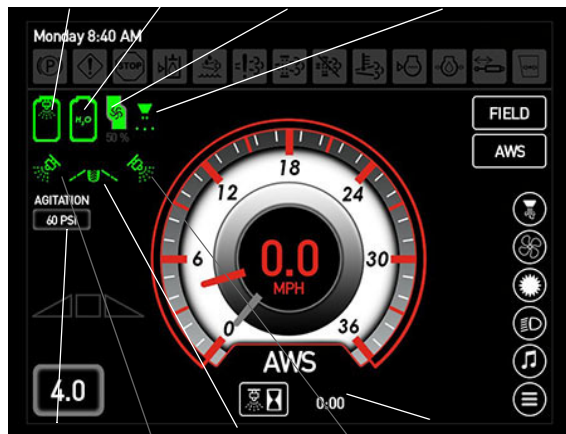 Monday 8:40 AM
(P)
STOP
H₂O
50 %
FIELD
AWS
AGITATION
60 PSI
0
6
12
18
24
30
36
0.0
MPH
AWS
4.0
0:00